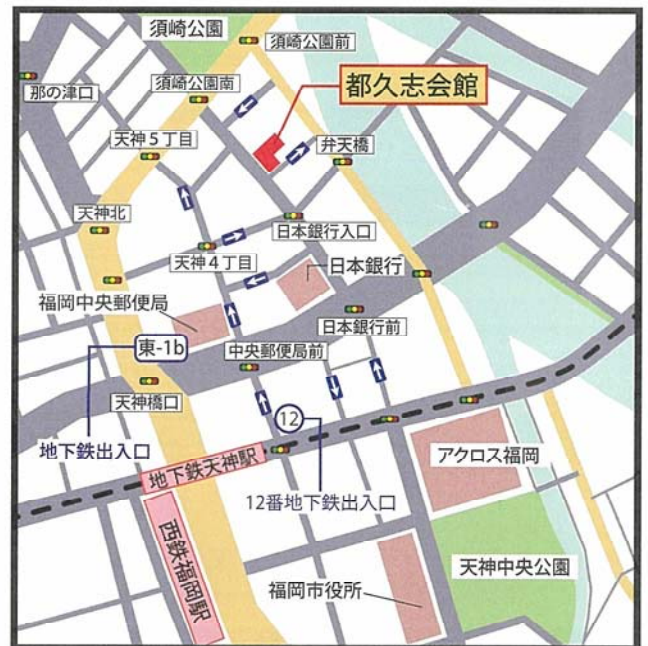 須崎公園
須崎公園前
那の津口
須崎公園南
都久志会館
天神5丁目
弁天橋
天神北
日本銀行入口
天神4丁目
日本銀行
福岡中央郵便局
東-1b
中央郵便局前
日本銀行前
天神橋口
12
地下鉄出入口
地下鉄天神駅
アクロス福岡
12番地下鉄出入口
西鉄福岡駅
天神中央公園
福岡市役所